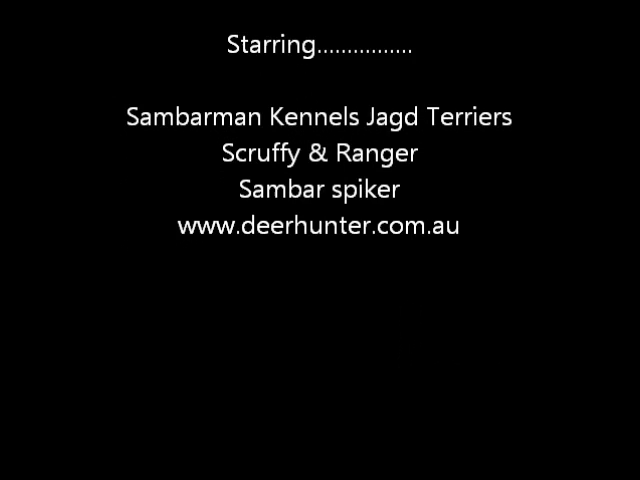 Starring................
Sambarman Kennels Jagd Terriers
Scruffy & Ranger
Sambar spiker
www.deerhunter.com.au